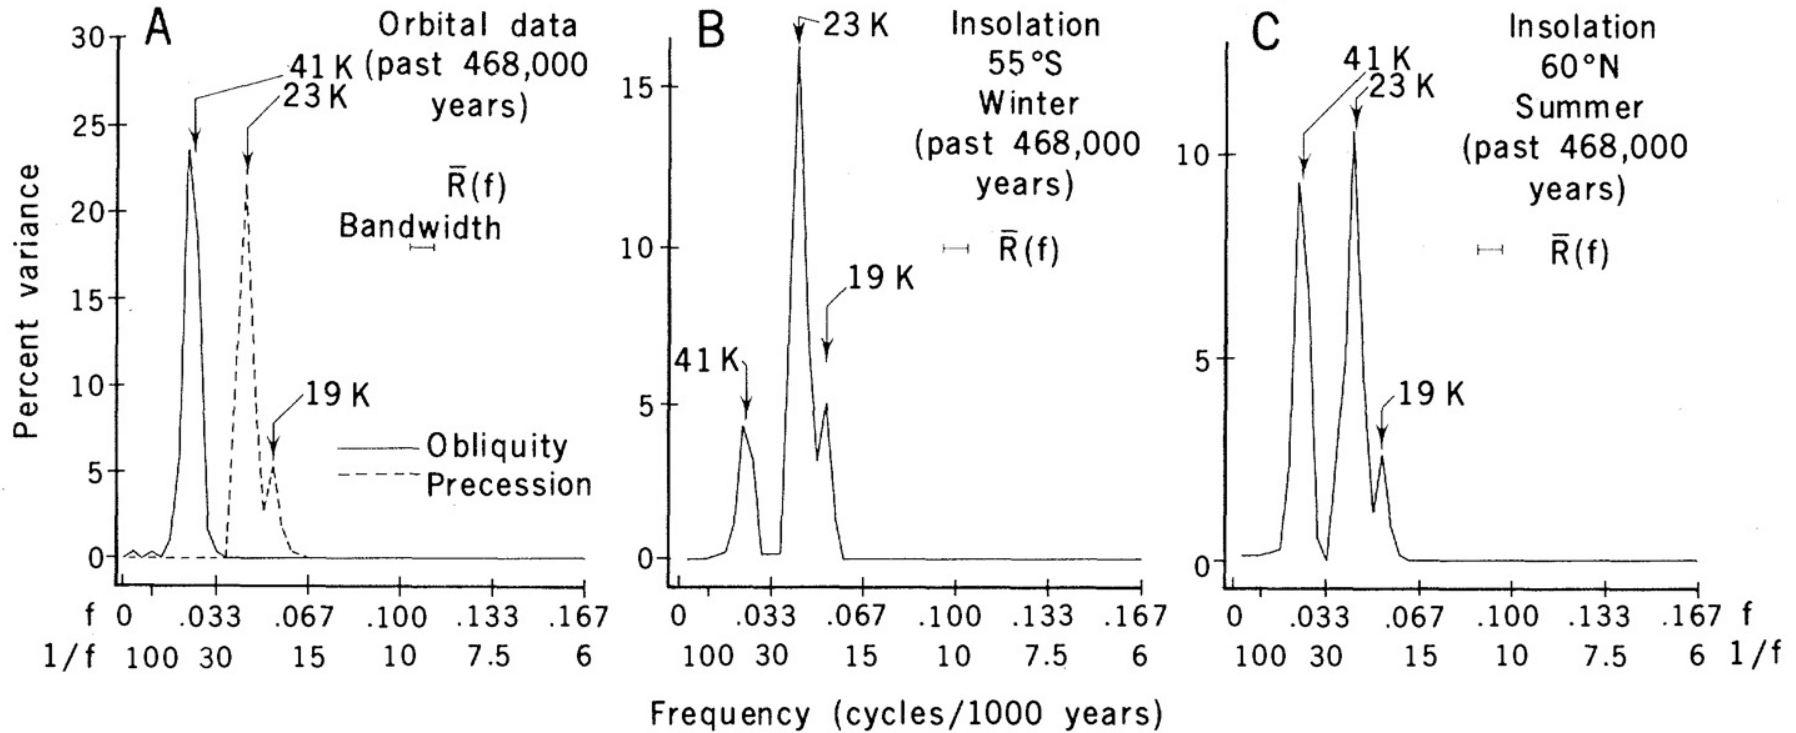 A
Orbital data
(past 468,000
years)
41 K
23 K
R̄(f)
Bandwidth
19 K
Obliquity
Precession
Percent variance
30
25
20
15
10
5
0
f 0 .033 .067 .100 .133 .167
1/f 100 30 15 10 7.5 6
B
23 K
Insolation
55°S
Winter
(past 468,000
years)
R̄(f)
19 K
41 K
15
10
5
0
0 .033 .067 .100 .133 .167
100 30 15 10 7.5 6
C
Insolation
60°N
Summer
(past 468,000
years)
41 K
23 K
R̄(f)
19 K
10
5
0
0 .033 .067 .100 .133 .167 f
100 30 15 10 7.5 6 1/f
Frequency (cycles/1000 years)